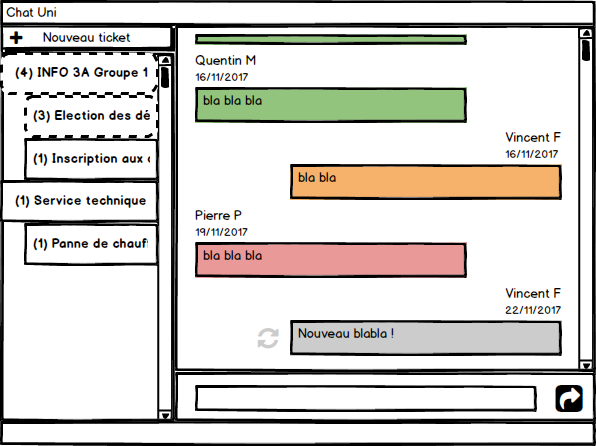 Chat Uni
Nouveau ticket
(4) INFO 3A Groupe 1
(3) Election des dé
(1) Inscription aux
(1) Service technique
(1) Panne de chauf
Quentin M
16/11/2017
bla bla bla
Vincent F
16/11/2017
bla bla
Pierre P
19/11/2017
bla bla bla
Vincent F
22/11/2017
Nouveau blabla !